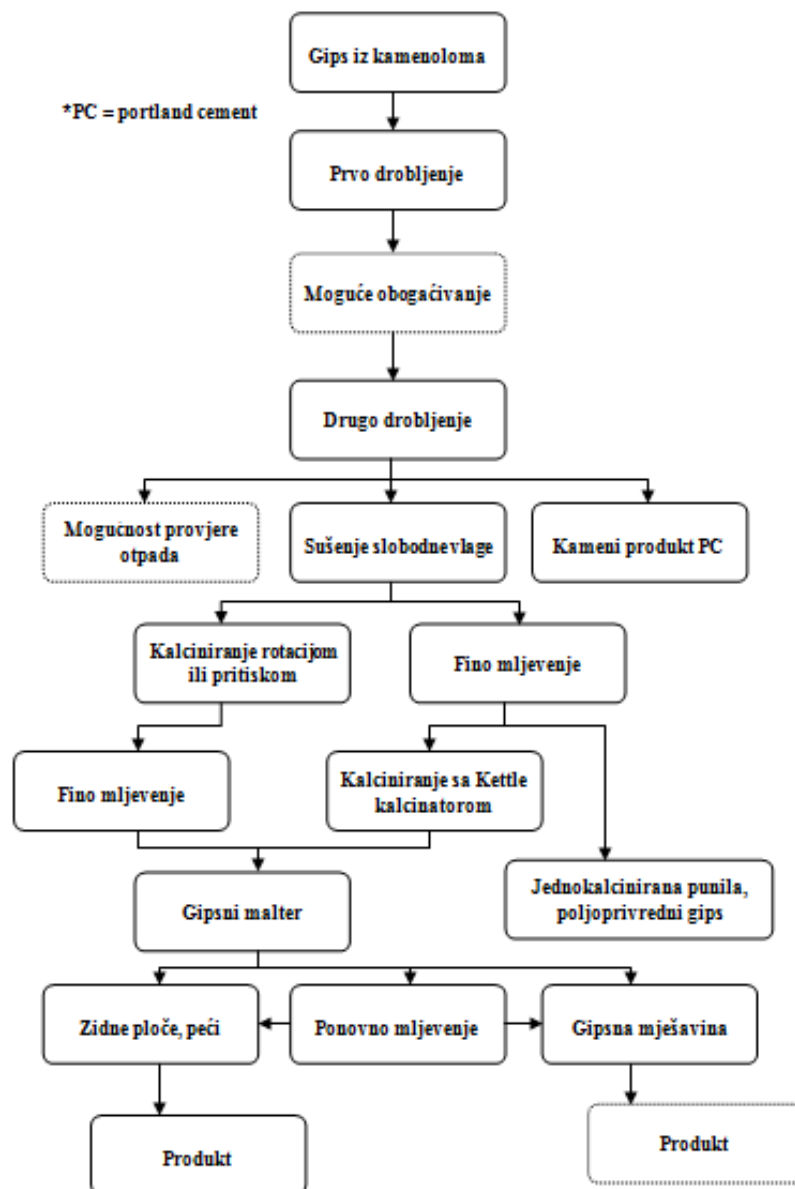 Gips iz kamenoloma
*PC = portland cement
Prvo drobljenje
Moguće obogaćivanje
Drugo drobljenje
Mogućnost provjere
otpada
Sušenje slobodnevlage
Kameni produkt PC
Kalciniranje rotacijom
ili pritiskom
Fino mljevenje
Fino mljevenje
Kalciniranje sa Kettle
kalcinatorom
Jednokalcinirana punila,
poljoprivredni gips
Gipsni malter
Zidne ploče, peći
Ponovno mljevenje
Gipsna mješavina
Produkt
Produkt